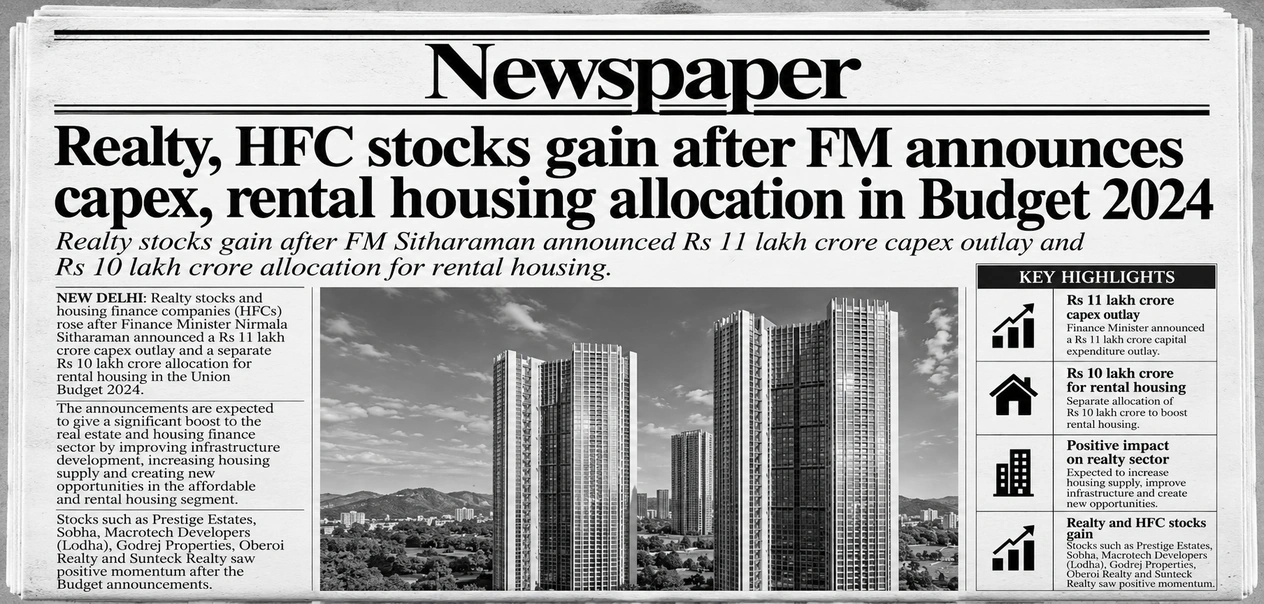 Newspaper
Realty, HFC stocks gain after FM announces
capex, rental housing allocation in Budget 2024
Realty stocks gain after FM Sitharaman announced Rs 11 lakh crore capex outlay and
Rs 10 lakh crore allocation for rental housing.
NEW DELHI: Realty stocks and
housing finance companies (HFCs)
rose after Finance Minister Nirmala
Sitharaman announced a Rs 11 lakh
crore capex outlay and a separate
Rs 10 lakh crore allocation for
rental housing in the Union
Budget 2024.
The announcements are expected
to give a significant boost to the
real estate and housing finance
sector by improving infrastructure
development, increasing housing
supply and creating new
opportunities in the affordable
and rental housing segment.
Stocks such as Prestige Estates,
Sobha, Macrotech Developers
(Lodha), Godrej Properties, Oberoi
Realty and Sunteck Realty saw
positive momentum after the
Budget announcements.
KEY HIGHLIGHTS
Rs 11 lakh crore
capex outlay
Finance Minister announced
a Rs 11 lakh crore capital
expenditure outlay.
Rs 10 lakh crore
for rental housing
Separate allocation of
Rs 10 lakh crore to boost
rental housing.
Positive impact
on realty sector
Expected to increase
housing supply, improve
infrastructure and create
new opportunities.
Realty and HFC stocks
gain
Stocks such as Prestige Estates,
Sobha, Macrotech Developers
(Lodha), Godrej Properties,
Oberoi Realty and Sunteck
Realty saw positive momentum.